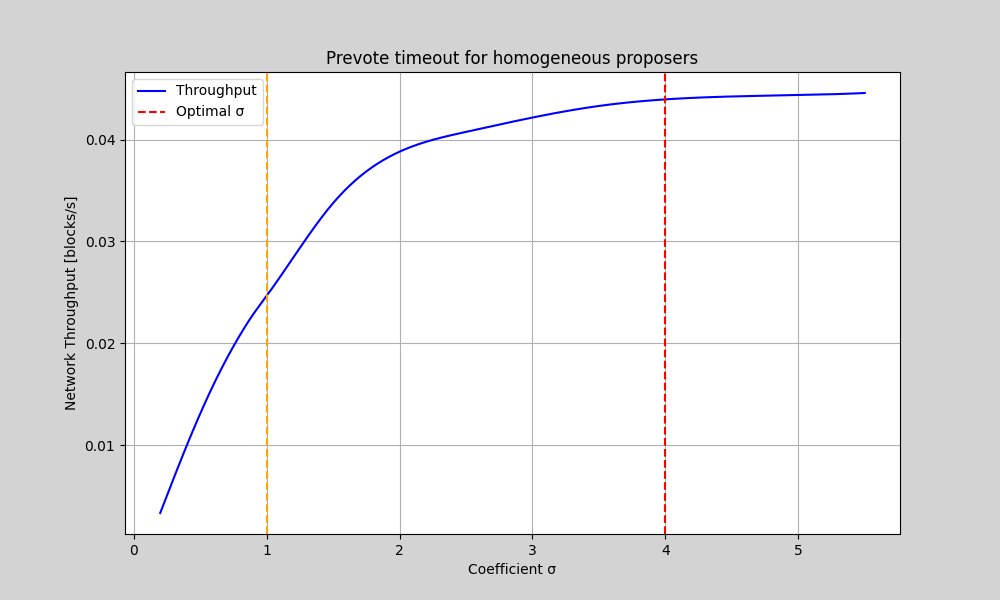 Prevote timeout for homogeneous proposers
Throughput
Optimal σ
Network Throughput [blocks/s]
0.04
0.03
0.02
0.01
0 1 2 3 4 5
Coefficient σ